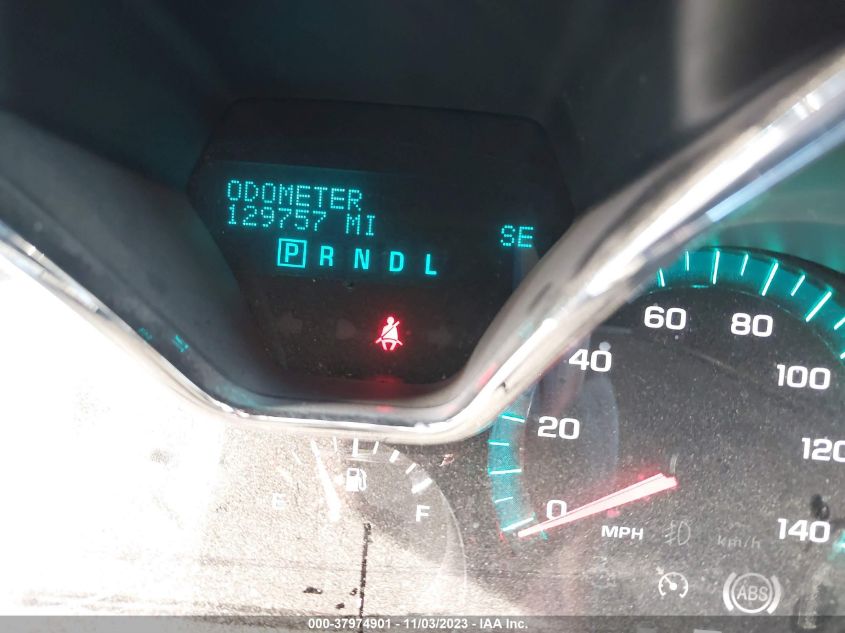 ODOMETER
129757 MI
SE
P R N D L
60
80
40
100
20
120
0
E
F
MPH
km/h
140
ABS
000-37974901 - 11/03/2023 - IAA Inc.